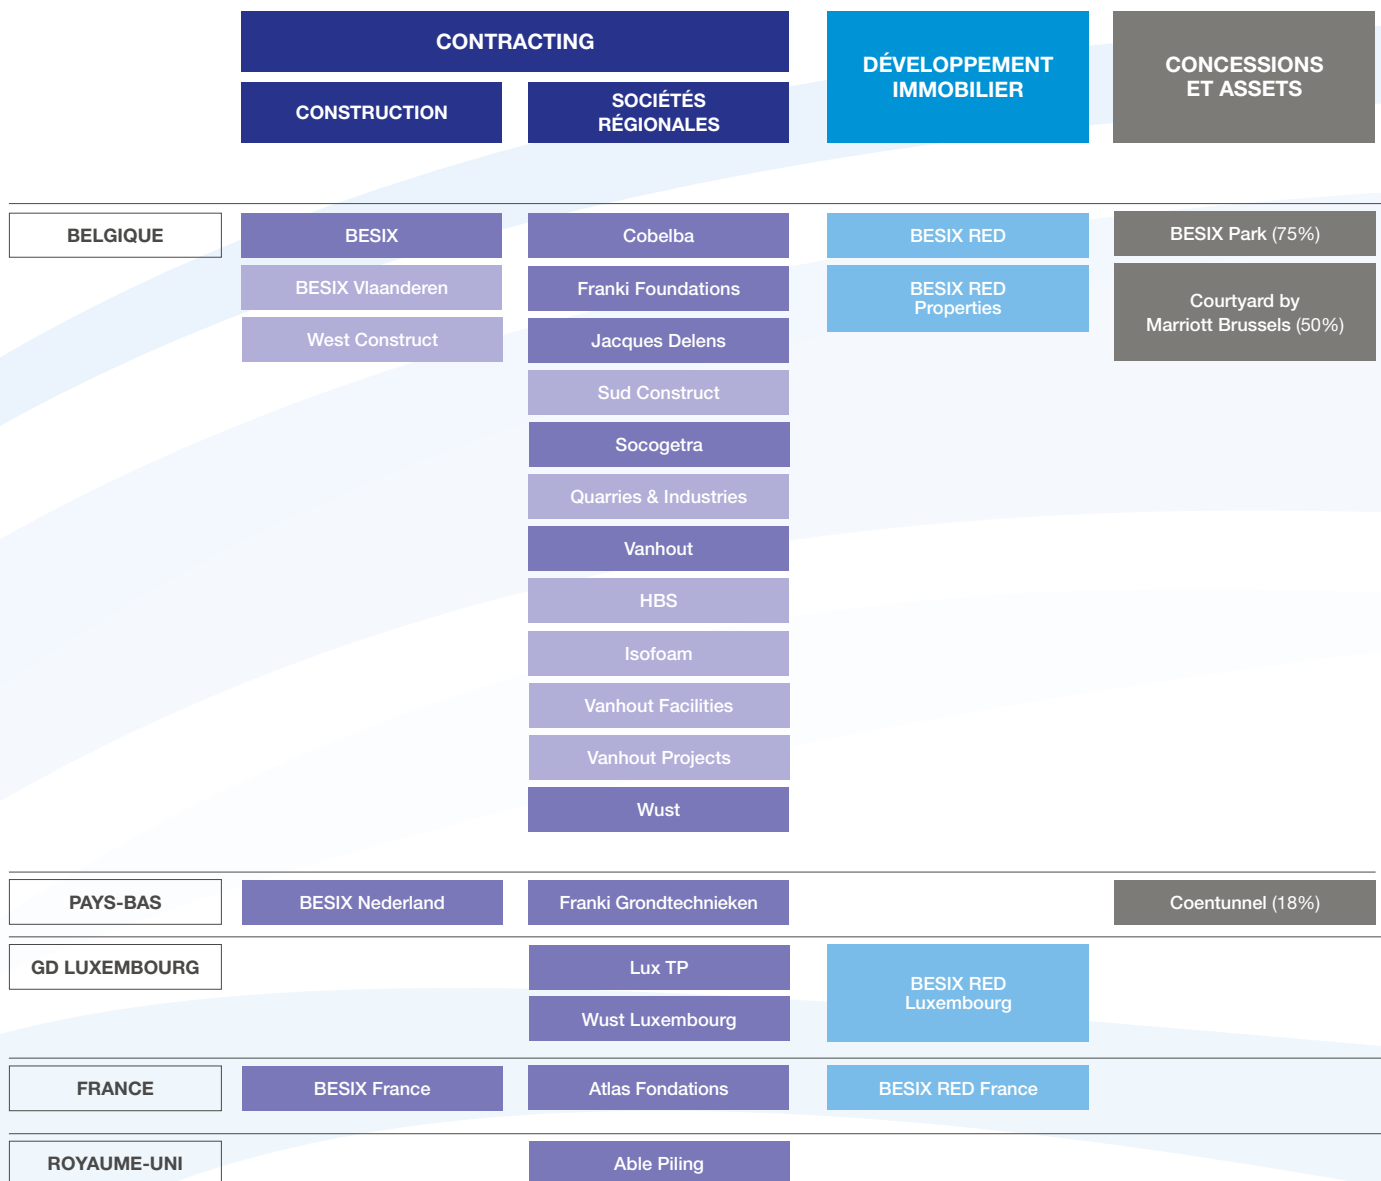 CONTRACTING
CONSTRUCTION
SOCIÉTÉS
RÉGIONALES
DÉVELOPPEMENT
IMMOBILIER
CONCESSIONS
ET ASSETS
BELGIQUE
BESIX
BESIX Vlaanderen
West Construct
Cobelba
Franki Foundations
Jacques Delens
Sud Construct
Socogetra
Quarries & Industries
Vanhout
HBS
Isofoam
Vanhout Facilities
Vanhout Projects
Wust
BESIX RED
BESIX RED
Properties
BESIX Park (75%)
Courtyard by
Marriott Brussels (50%)
PAYS-BAS
BESIX Nederland
Franki Grondtechnieken
Coentunnel (18%)
GD LUXEMBOURG
Lux TP
Wust Luxembourg
BESIX RED
Luxembourg
FRANCE
BESIX France
Atlas Fondations
BESIX RED France
ROYAUME-UNI
Able Piling